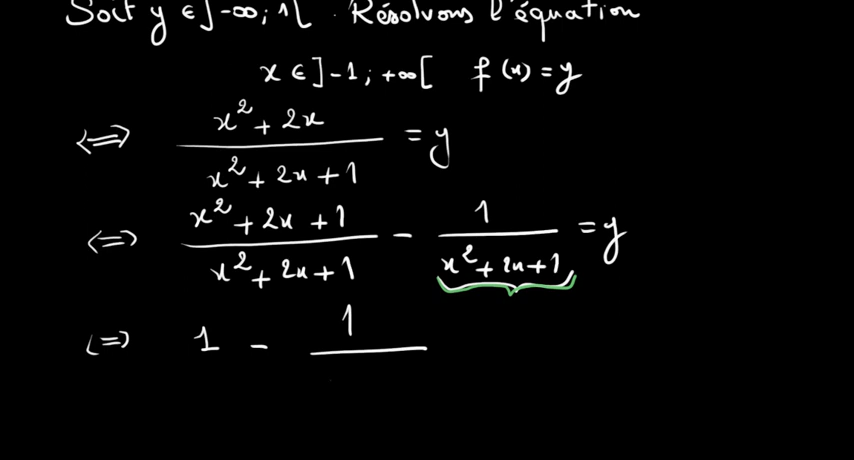 Soit y ∈ ]-∞; 1[. Résolvons l'équation
x ∈ ]-1; +∞[ f(x) = y
⟺ (x² + 2x) / (x² + 2x + 1) = y
⟺ (x² + 2x + 1) / (x² + 2x + 1) - 1 / (x² + 2x + 1) = y
⟺ 1 - 1 /